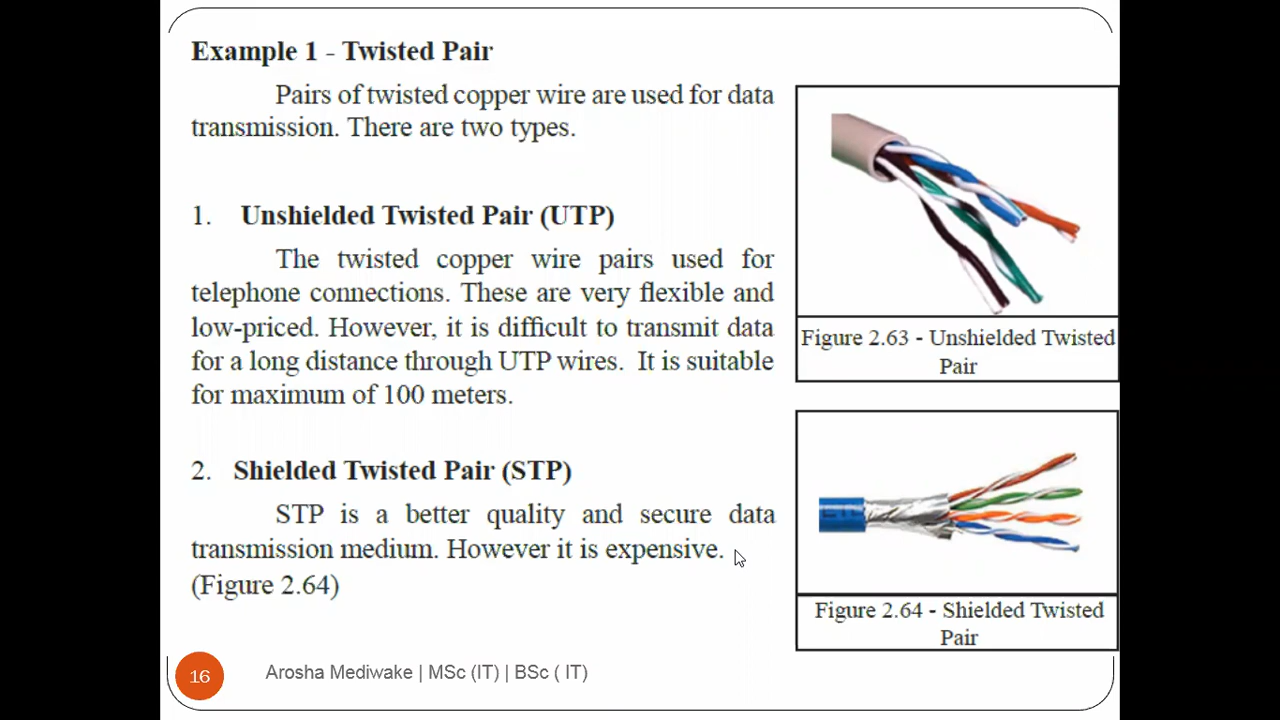 Example 1 - Twisted Pair
Pairs of twisted copper wire are used for data
transmission. There are two types.
1. Unshielded Twisted Pair (UTP)
The twisted copper wire pairs used for
telephone connections. These are very flexible and
low-priced. However, it is difficult to transmit data
for a long distance through UTP wires. It is suitable
for maximum of 100 meters.
2. Shielded Twisted Pair (STP)
STP is a better quality and secure data
transmission medium. However it is expensive.
(Figure 2.64)
Figure 2.63 - Unshielded Twisted
Pair
Figure 2.64 - Shielded Twisted
Pair
16
Arosha Mediwake | MSc (IT) | BSc ( IT)